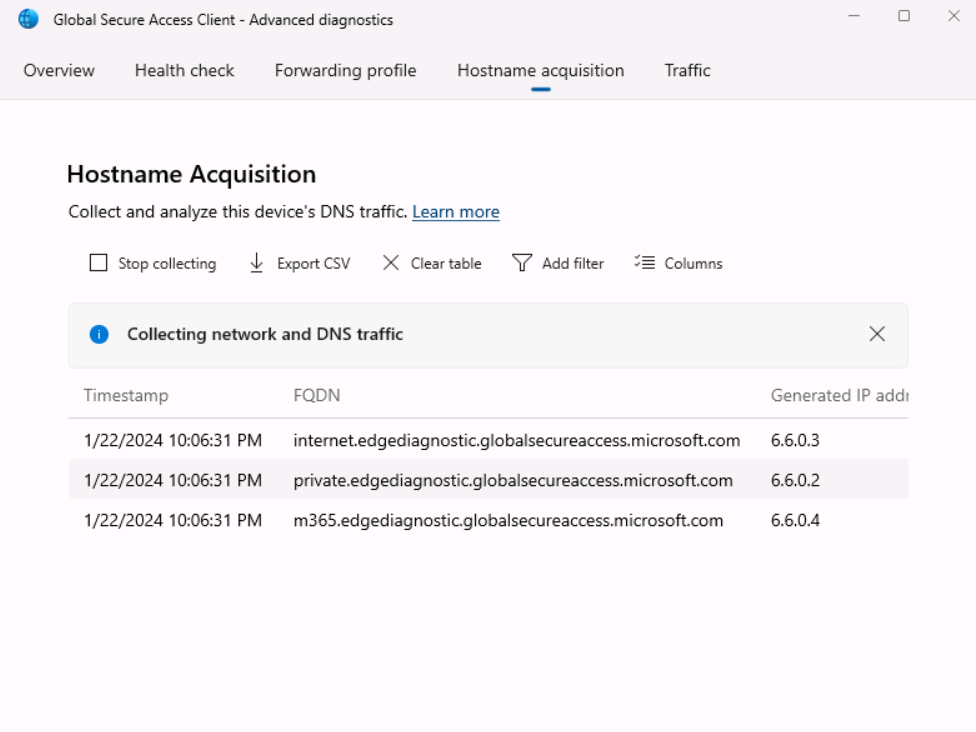 Global Secure Access Client - Advanced diagnostics
Overview Health check Forwarding profile Hostname acquisition Traffic
Hostname Acquisition
Collect and analyze this device's DNS traffic. Learn more
Stop collecting Export CSV Clear table Add filter Columns
Collecting network and DNS traffic
Timestamp FQDN Generated IP addr
1/22/2024 10:06:31 PM internet.edgediagnostic.globalsecureaccess.microsoft.com 6.6.0.3
1/22/2024 10:06:31 PM private.edgediagnostic.globalsecureaccess.microsoft.com 6.6.0.2
1/22/2024 10:06:31 PM m365.edgediagnostic.globalsecureaccess.microsoft.com 6.6.0.4